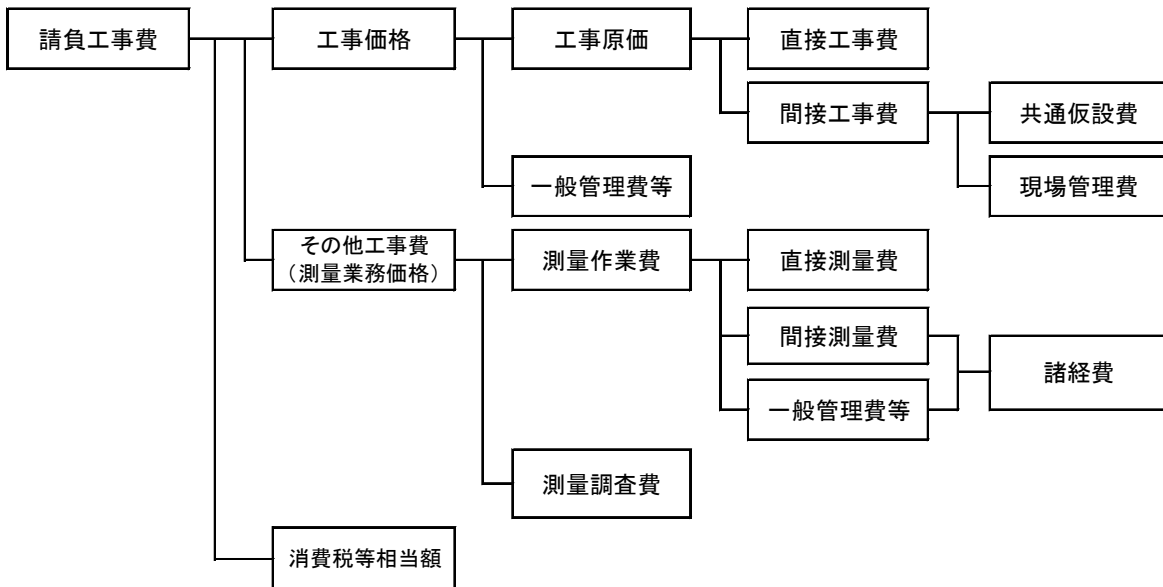 請負工事費
工事価格
工事原価
直接工事費
間接工事費
共通仮設費
一般管理費等
現場管理費
その他工事費
（測量業務価格）
測量作業費
直接測量費
間接測量費
諸経費
一般管理費等
測量調査費
消費税等相当額